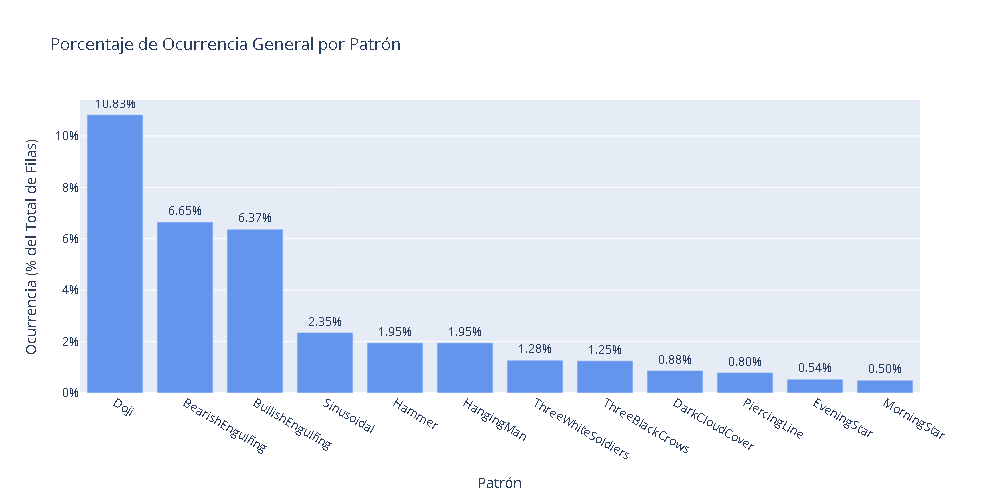 Porcentaje de Ocurrencia General por Patrón
Ocurrencia (% del Total de Filas)
10%
8%
6%
4%
2%
0%
10.83%
6.65%
6.37%
2.35%
1.95%
1.95%
1.28%
1.25%
0.88%
0.80%
0.54%
0.50%
Doji
BearishEngulfing
BullishEngulfing
Sinusoidal
Hammer
HangingMan
ThreeWhiteSoldiers
ThreeBlackCrows
DarkCloudCover
PiercingLine
EveningStar
MorningStar
Patrón